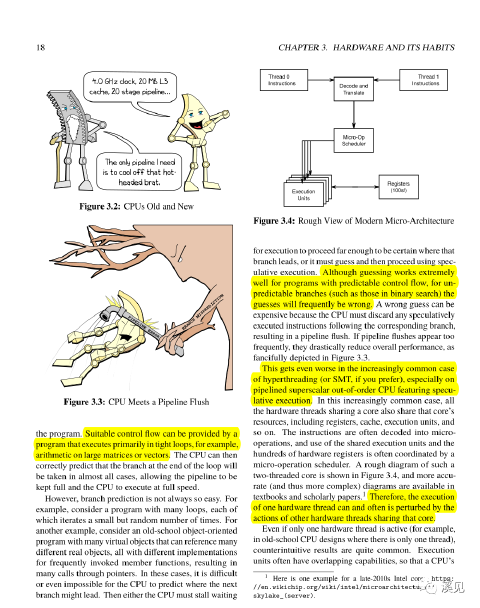 18
CHAPTER 3. HARDWARE AND ITS HABITS
4.0 GHz clock, 20 MB L3
cache, 20 stage pipeline...
The only pipeline I need
is to cool off that hot-
headed brat.
Figure 3.2: CPUs Old and New
BRANCH MISPREDICTION
Figure 3.3: CPU Meets a Pipeline Flush
the program. Suitable control flow can be provided by a
program that executes primarily in tight loops, for example,
arithmetic on large matrices or vectors. The CPU can then
correctly predict that the branch at the end of the loop will
be taken in almost all cases, allowing the pipeline to be
kept full and the CPU to execute at full speed.
However, branch prediction is not always so easy. For
example, consider a program with many loops, each of
which iterates a small but random number of times. For
another example, consider an old-school object-oriented
program with many virtual objects that can reference many
different real objects, all with different implementations
for frequently invoked member functions, resulting in
many calls through pointers. In these cases, it is difficult
or even impossible for the CPU to predict where the next
branch might lead. Then either the CPU must stall waiting
Thread 0
Instructions
Thread 1
Instructions
Decode and
Translate
Micro-Op
Scheduler
Execution
Units
Registers
(100s!)
Figure 3.4: Rough View of Modern Micro-Architecture
for execution to proceed far enough to be certain where that
branch leads, or it must guess and then proceed using spec-
ulative execution. Although guessing works extremely
well for programs with predictable control flow, for un-
predictable branches (such as those in binary search) the
guesses will frequently be wrong. A wrong guess can be
expensive because the CPU must discard any speculatively
executed instructions following the corresponding branch,
resulting in a pipeline flush. If pipeline flushes appear too
frequently, they drastically reduce overall performance, as
fancifully depicted in Figure 3.3.
This gets even worse in the increasingly common case
of hyperthreading (or SMT, if you prefer), especially on
pipelined superscalar out-of-order CPU featuring specu-
lative execution. In this increasingly common case, all
the hardware threads sharing a core also share that core's
resources, including registers, cache, execution units, and
so on. The instructions are often decoded into micro-
operations, and use of the shared execution units and the
hundreds of hardware registers is often coordinated by a
micro-operation scheduler. A rough diagram of such a
two-threaded core is shown in Figure 3.4, and more accu-
rate (and thus more complex) diagrams are available in
textbooks and scholarly papers.1 Therefore, the execution
of one hardware thread can and often is perturbed by the
actions of other hardware threads sharing that core.
Even if only one hardware thread is active (for example,
in old-school CPU designs where there is only one thread),
counterintuitive results are quite common. Execution
units often have overlapping capabilities, so that a CPU's
1 Here is one example for a late-2010s Intel core: https:
//en.wikichip.org/wiki/intel/microarchitectu
skylake_(server).
溪见